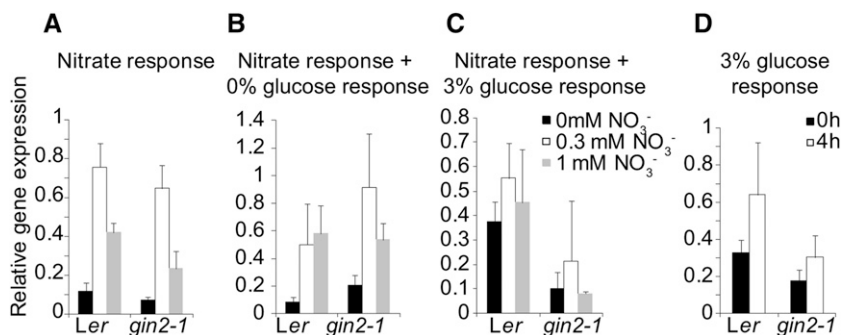 A
Nitrate response
B
Nitrate response +
0% glucose response
C
Nitrate response +
3% glucose response
D
3% glucose
response
Relative gene expression
1
0.8
0.6
0.4
0.2
0
Ler gin2-1
1.4
1.2
1
0.8
0.6
0.4
0.2
0
Ler gin2-1
0.8
0.7
0.6
0.5
0.4
0.3
0.2
0.1
0
0mM NO3-
0.3 mM NO3-
1 mM NO3-
Ler gin2-1
1
0.8
0.6
0.4
0.2
0
0h
4h
Ler gin2-1